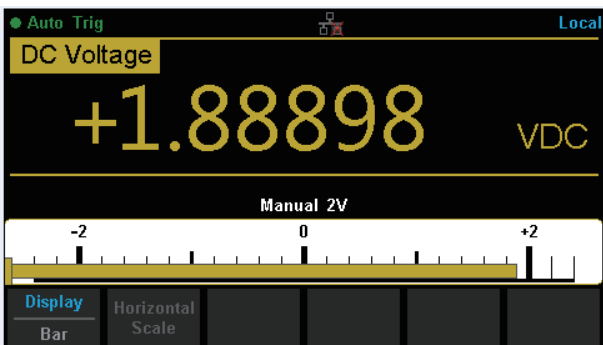 Auto Trig Local
DC Voltage
+1.88898 VDC
Manual 2V
-2 0 +2
Display Horizontal
Bar Scale